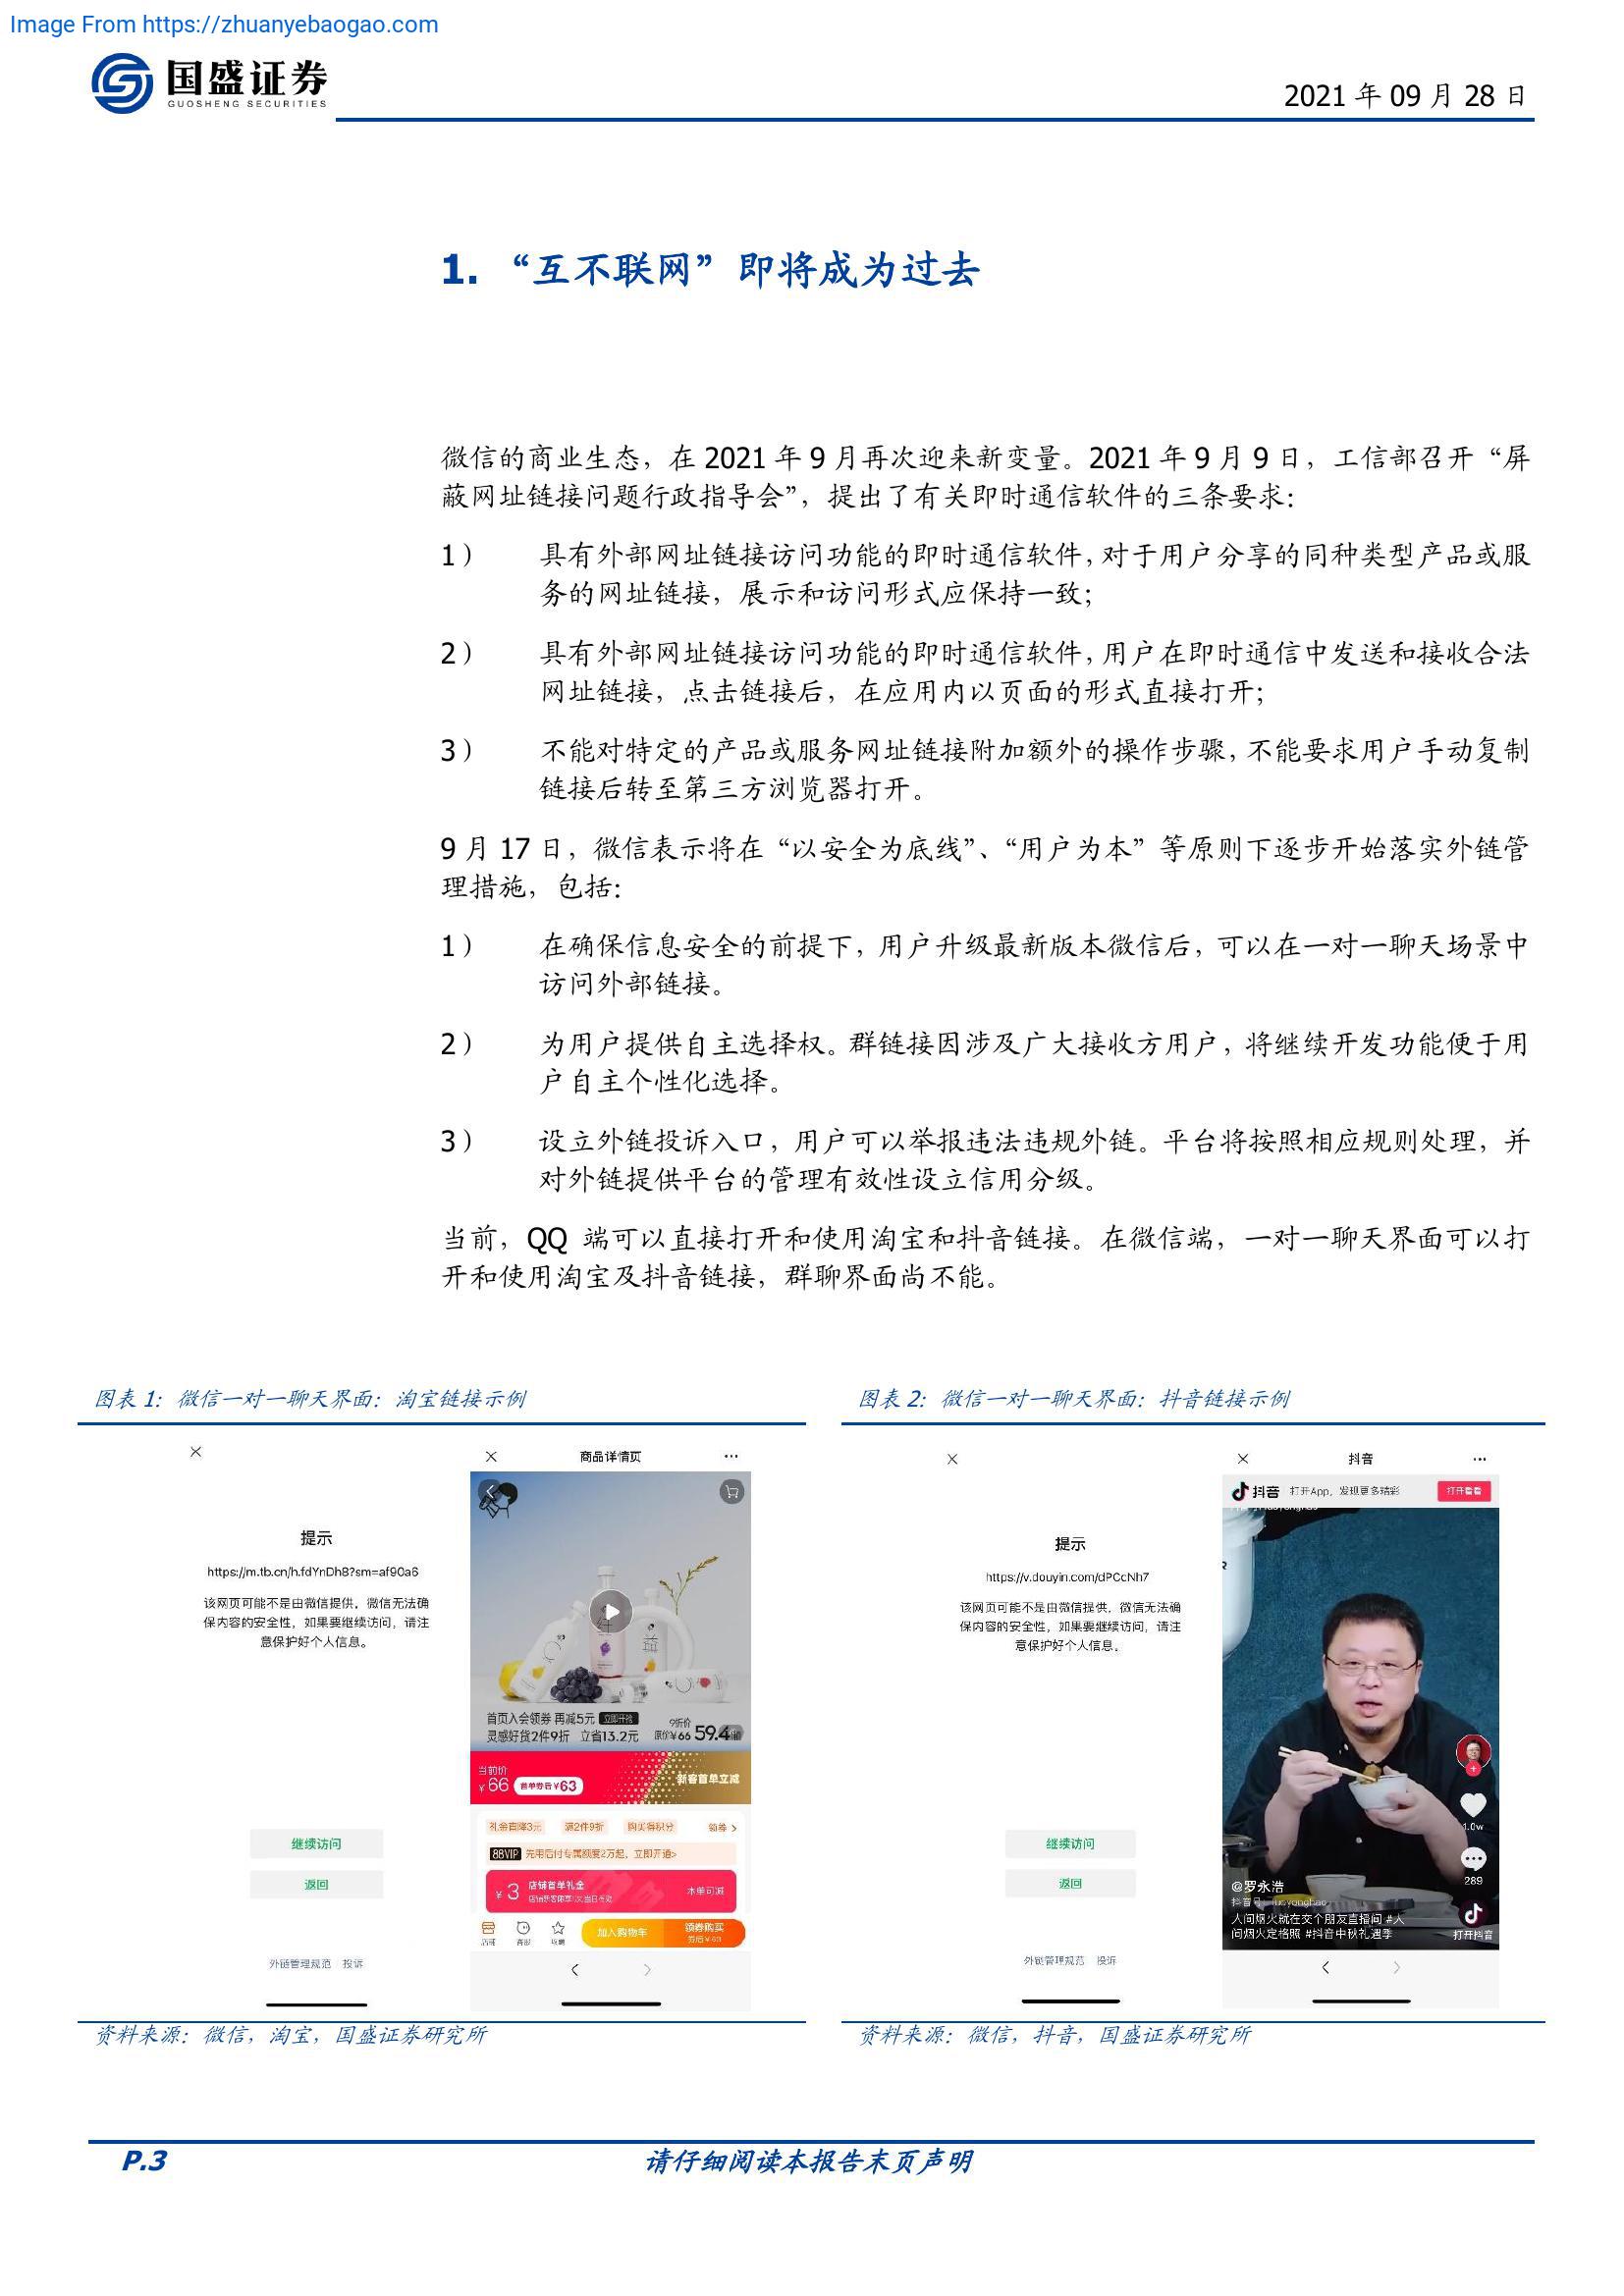 Image From https://zhuanyebaogao.com
国盛证券
GUOSHENG SECURITIES
2021 年 09 月 28 日
1. “互不联网”即将成为过去
微信的商业生态，在 2021 年 9 月再次迎来新变量。2021 年 9 月 9 日，工信部召开“屏
蔽网址链接问题行政指导会”，提出了有关即时通信软件的三条要求：
1） 具有外部网址链接访问功能的即时通信软件，对于用户分享的同种类型产品或服
务的网址链接，展示和访问形式应保持一致；
2） 具有外部网址链接访问功能的即时通信软件，用户在即时通信中发送和接收合法
网址链接，点击链接后，在应用内以页面的形式直接打开；
3） 不能对特定的产品或服务网址链接附加额外的操作步骤，不能要求用户手动复制
链接后转至第三方浏览器打开。
9 月 17 日，微信表示将在“以安全为底线”、“用户为本”等原则下逐步开始落实外链管
理措施，包括：
1） 在确保信息安全的前提下，用户升级最新版本微信后，可以在一对一聊天场景中
访问外部链接。
2） 为用户提供自主选择权。群链接因涉及广大接收方用户，将继续开发功能便于用
户自主个性化选择。
3） 设立外链投诉入口，用户可以举报违法违规外链。平台将按照相应规则处理，并
对外链提供平台的管理有效性设立信用分级。
当前，QQ 端可以直接打开和使用淘宝和抖音链接。在微信端，一对一聊天界面可以打
开和使用淘宝及抖音链接，群聊界面尚不能。
图表 1：微信一对一聊天界面：淘宝链接示例
提示
https://m.tb.cn/h.fdYnDh8?sm=af90a6
该网页可能不是由微信提供，微信无法确
保内容的安全性，如果要继续访问，请注
意保护好个人信息。
继续访问
返回
外链管理规范 投诉
商品详情页
首页入会领券 再减5元 立即开抢
灵感好货2件9折 立省13.2元
9折价
原价¥66 59.4
当前价
¥66 首单券后¥63
新客首单立减
礼金直降3元 满2件9折 购买得积分 领券
88VIP 先用后付专属额度2万起，立即开通>
¥3 店铺首单礼金
本单可减
店铺 客服 收藏
加入购物车
领券购买
券后¥63
资料来源：微信，淘宝，国盛证券研究所
图表 2：微信一对一聊天界面：抖音链接示例
提示
https://v.douyin.com/dPCcNh7
该网页可能不是由微信提供，微信无法确
保内容的安全性，如果要继续访问，请注
意保护好个人信息。
继续访问
返回
外链管理规范 投诉
抖音
抖音 打开App，发现更多精彩 打开看看
1.0w
289
@罗永浩
人间烟火就在交个朋友直播间 #人
间烟火定格照 #抖音中秋礼遇季
打开抖音
资料来源：微信，抖音，国盛证券研究所
P.3
请仔细阅读本报告末页声明